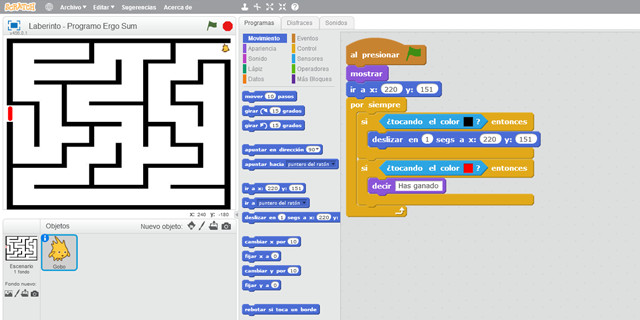 SCRATCH
Archivo
Editar
Sugerencias
Acerca de
Laberinto - Programo Ergo Sum
Programas
Disfraces
Sonidos
Movimiento
Apariencia
Sonido
Lápiz
Datos
Eventos
Control
Sensores
Operadores
Más Bloques
mover 10 pasos
girar 15 grados
girar 15 grados
apuntar en dirección 90
apuntar hacia puntero del ratón
ir a x: 220 y: 151
ir a puntero del ratón
deslizar en 1 segs a x: 220 y:
cambiar x por 10
fijar x a 0
cambiar y por 10
fijar y a 0
rebotar si toca un borde
al presionar
mostrar
ir a x: 220 y: 151
por siempre
si ¿tocando el color ? entonces
deslizar en 1 segs a x: 220 y: 151
si ¿tocando el color ? entonces
decir Has ganado
x: 240 y: -180
Objetos
Nuevo objeto:
Escenario
1 fondo
Fondo nuevo:
Gobo